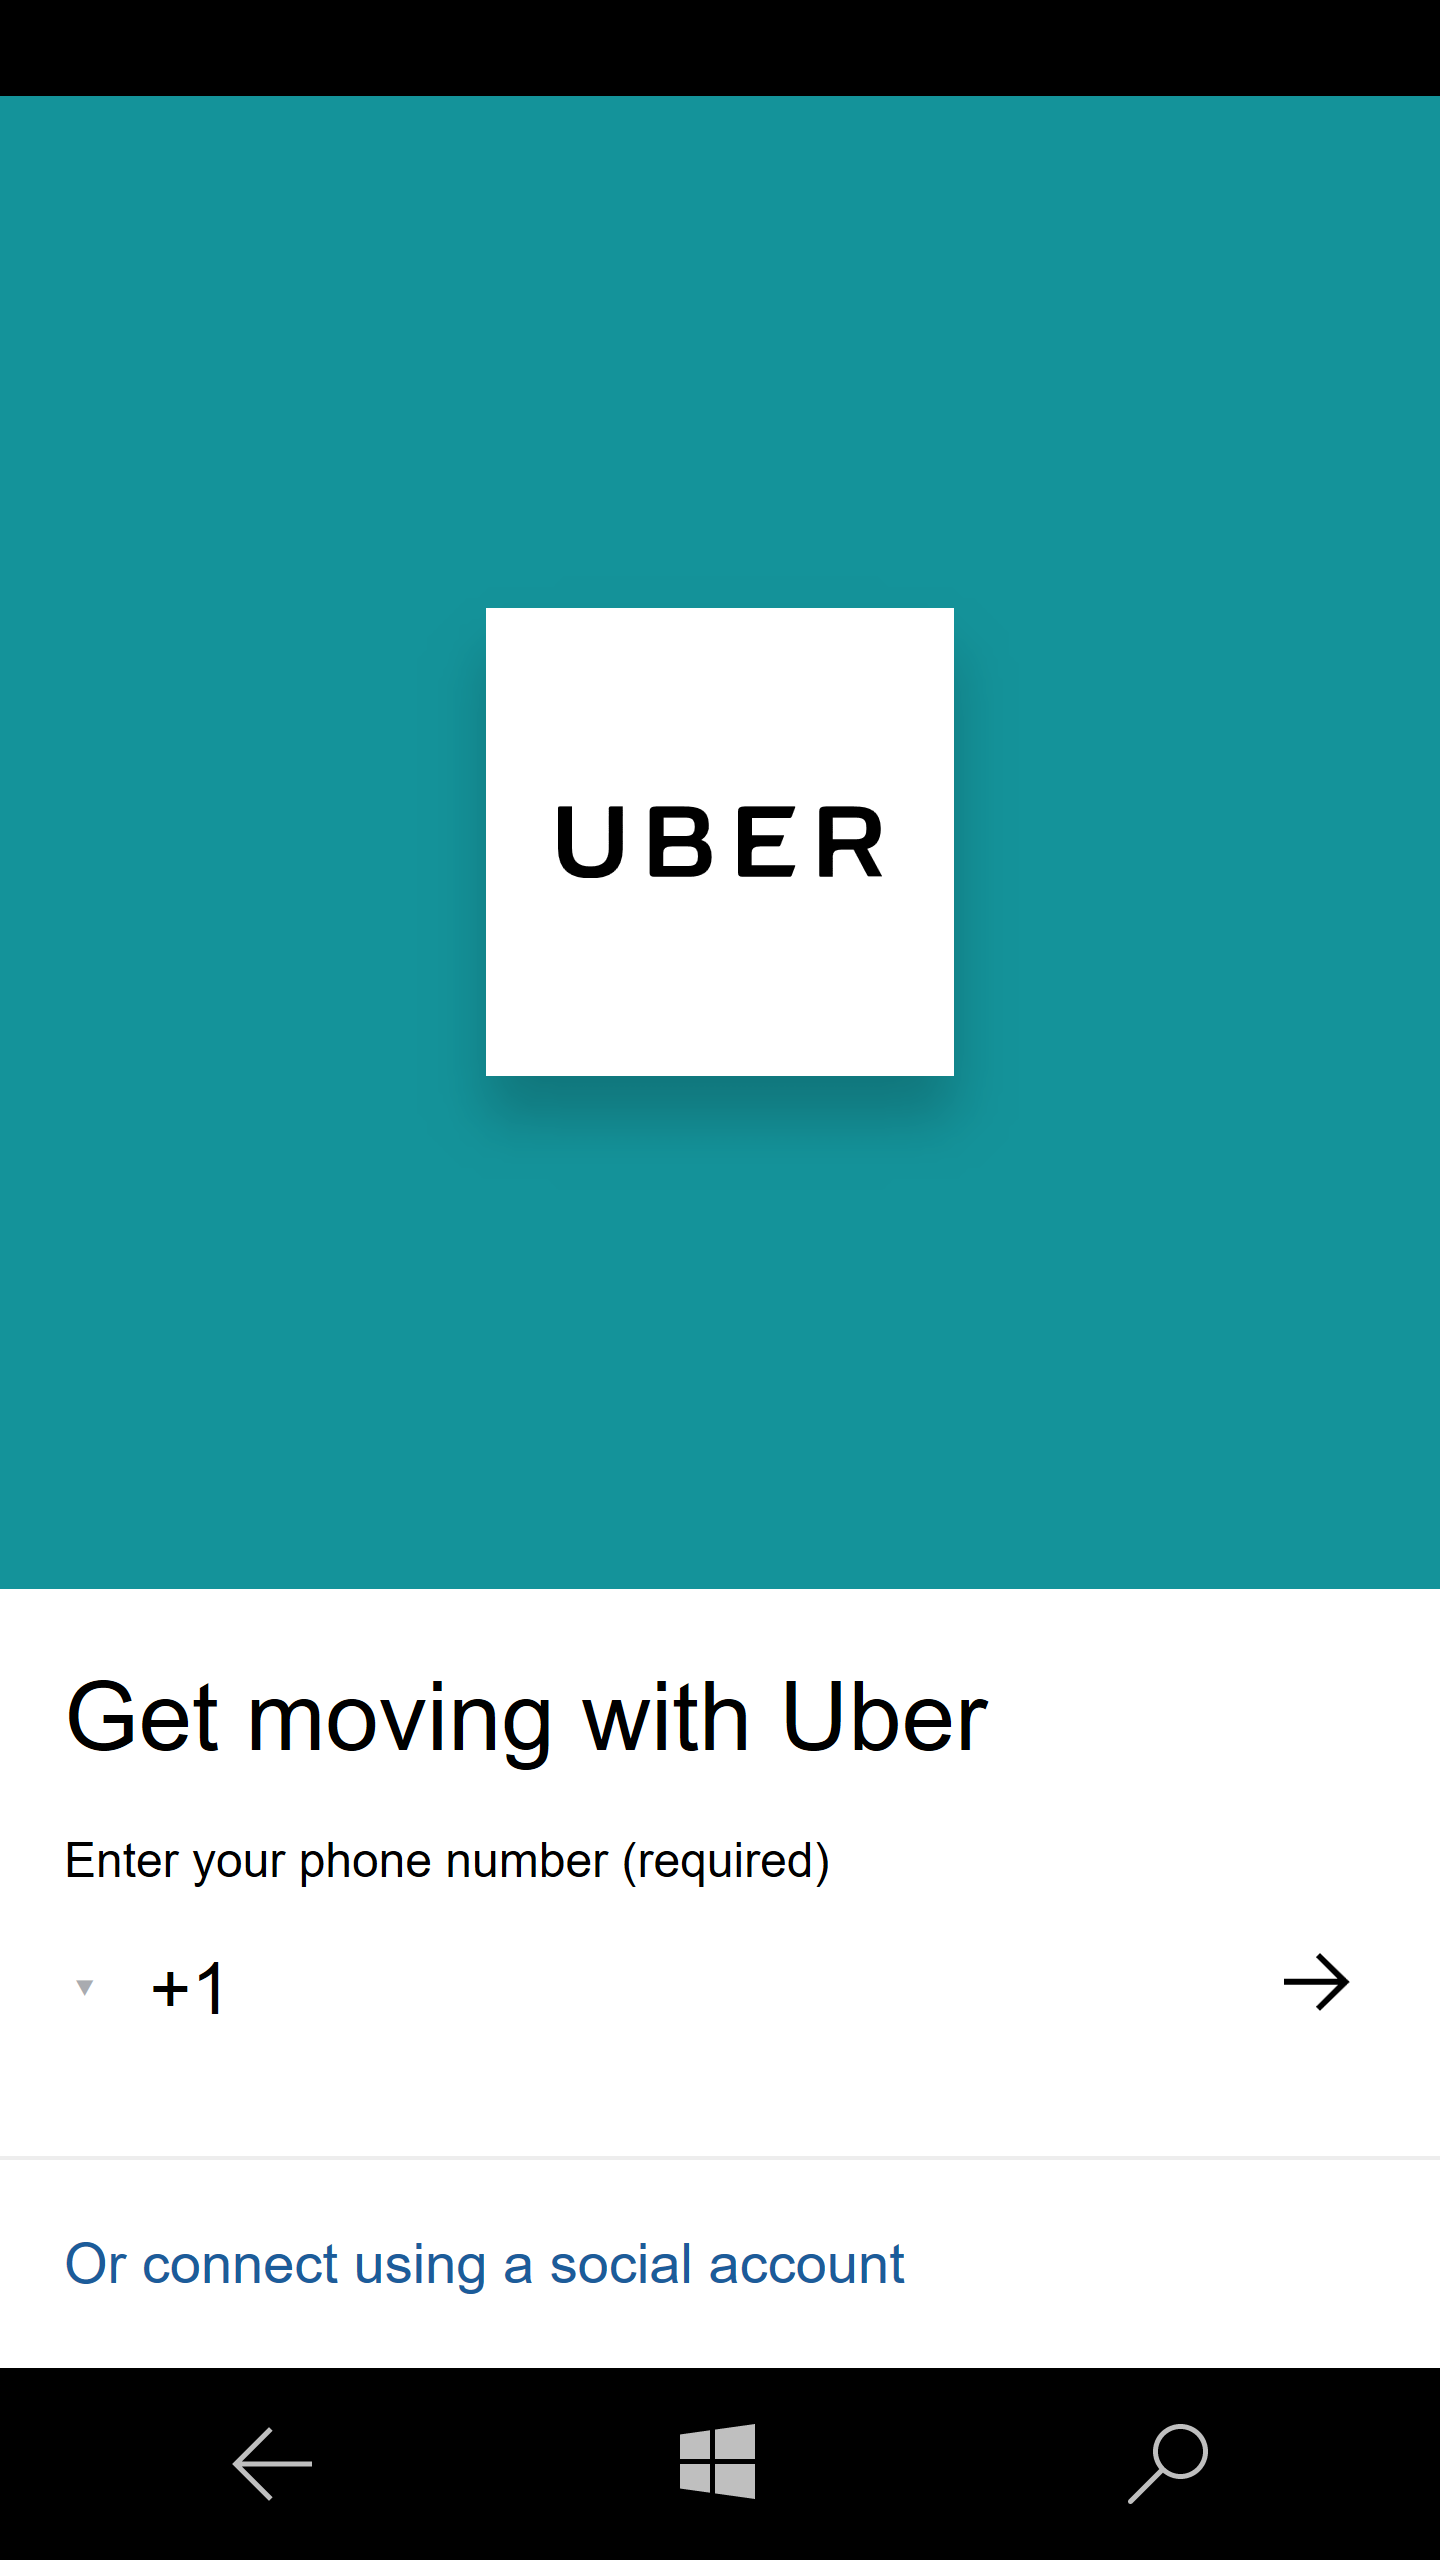 UBER
Get moving with Uber
Enter your phone number (required)
+1
Or connect using a social account